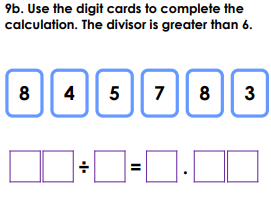 9b. Use the digit cards to complete the
calculation. The divisor is greater than 6.
8 4 5 7 8 3
÷ = .